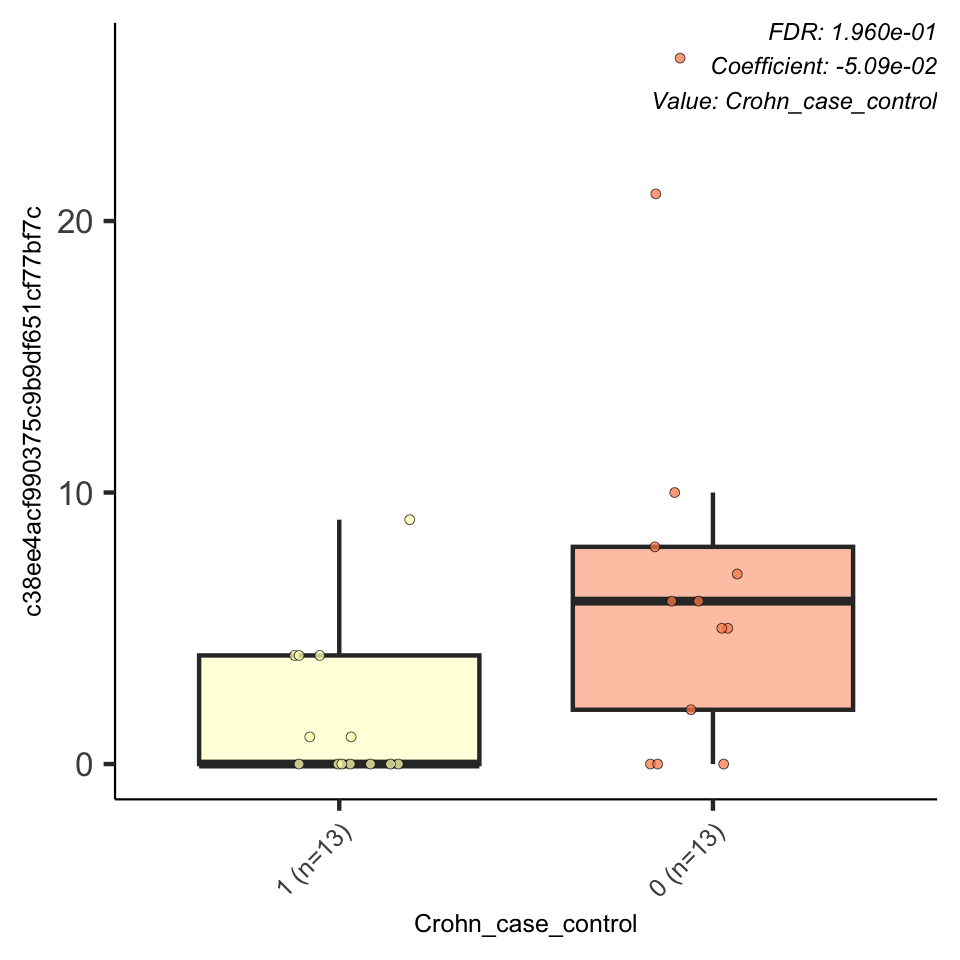 FDR: 1.960e-01
Coefficient: -5.09e-02
Value: Crohn_case_control
c38ee4acf990375c9b9df651cf77bf7c
20
10
0
1 (n=13)
0 (n=13)
Crohn_case_control